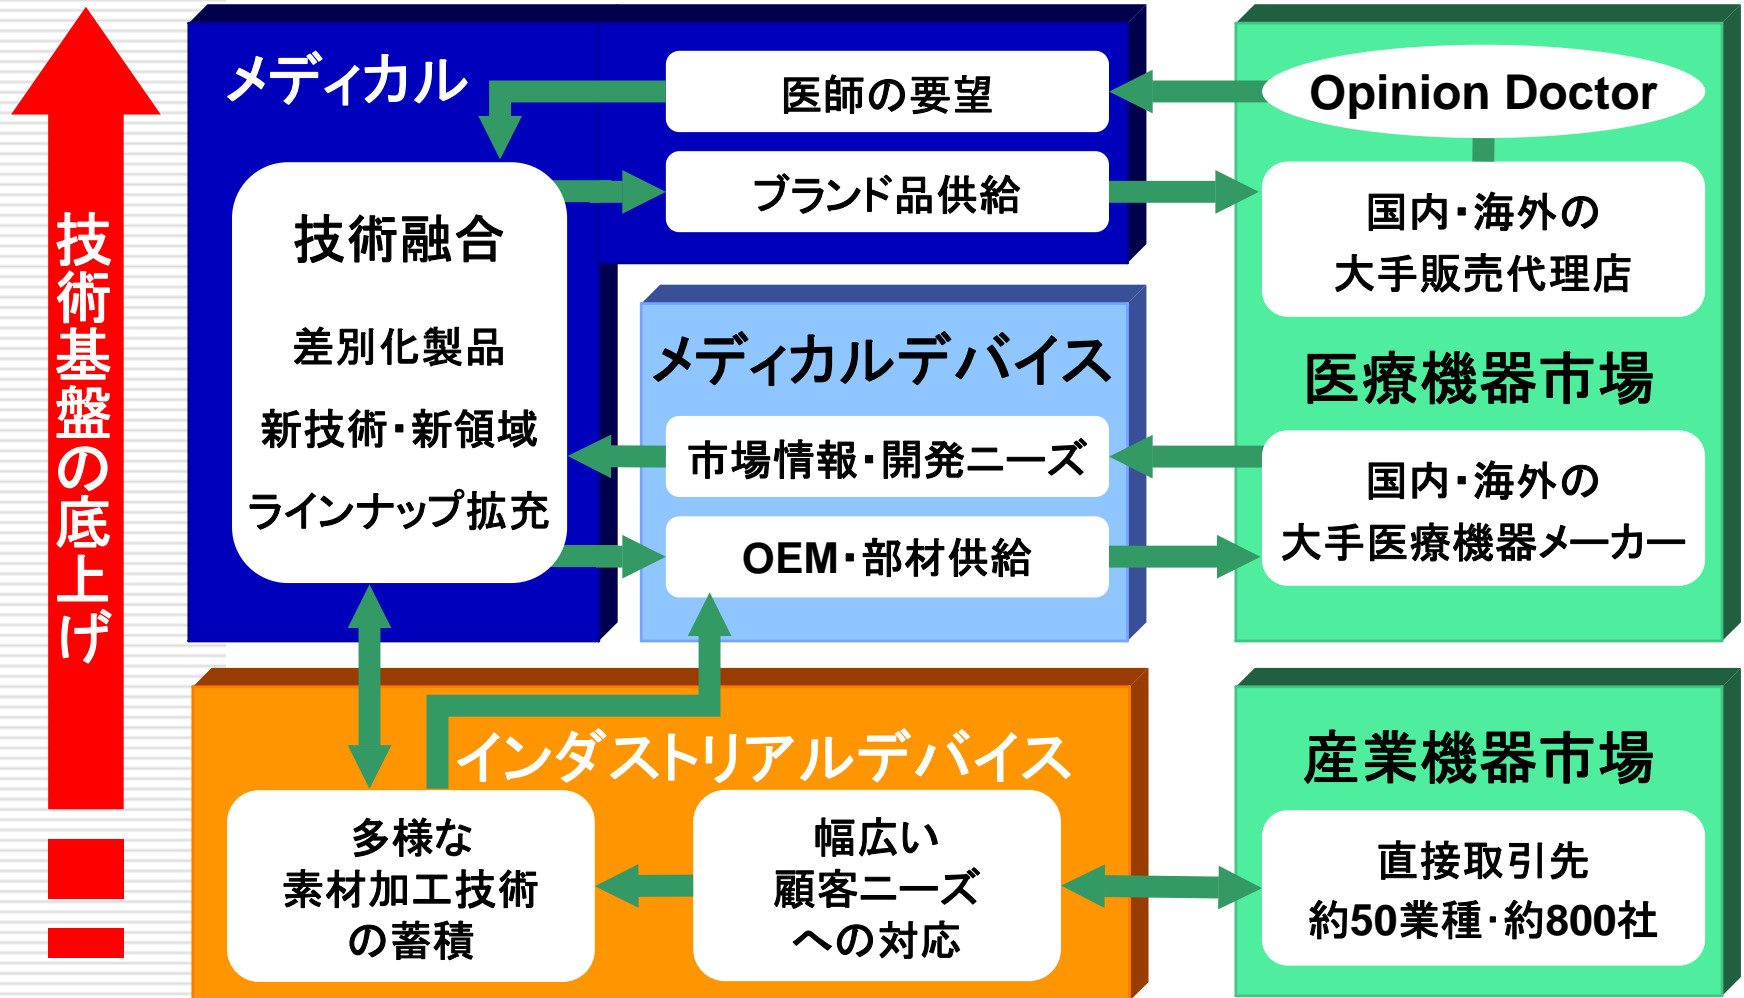 技術基盤の底上げ
メディカル
医師の要望
ブランド品供給
技術融合
差別化製品
新技術・新領域
ラインナップ拡充
メディカルデバイス
市場情報・開発ニーズ
OEM・部材供給
Opinion Doctor
国内・海外の
大手販売代理店
医療機器市場
国内・海外の
大手医療機器メーカー
インダストリアルデバイス
多様な
素材加工技術
の蓄積
幅広い
顧客ニーズ
への対応
産業機器市場
直接取引先
約50業種・約800社